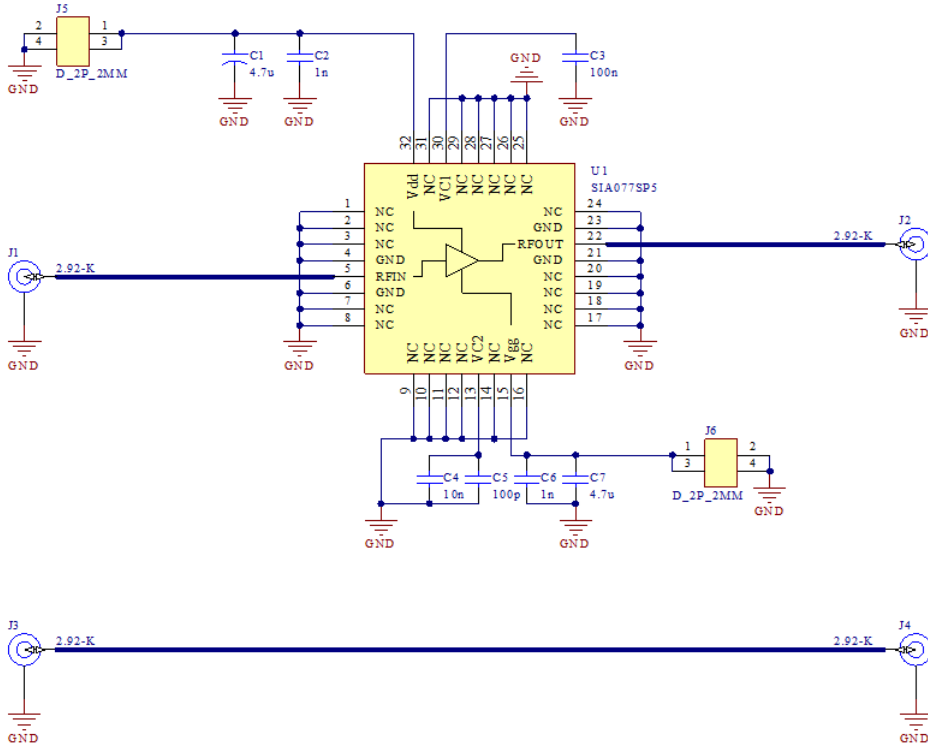 J5
2 1
4 3
D_2P_2MM
GND
C1
4.7u
GND
C2
1n
GND
GND
C3
100n
GND
32 31 30 29 28 27 26 25
Vdd NC VC1 NC NC NC NC NC
U1
SIA077SP5
1 NC
2 NC
3 NC
4 GND
5 RFIN
6 GND
7 NC
8 NC
NC 24
GND 23
RFOUT 22
GND 21
NC 20
NC 19
NC 18
NC 17
J1
2.92-K
GND
GND
J2
2.92-K
GND
GND
NC NC NC NC VC2 NC Vgg NC
9 10 11 12 13 14 15 16
C4
10n
C5
100p
C6
1n
C7
4.7u
GND
GND
J6
1 2
3 4
D_2P_2MM
GND
J3
2.92-K
GND
J4
2.92-K
GND